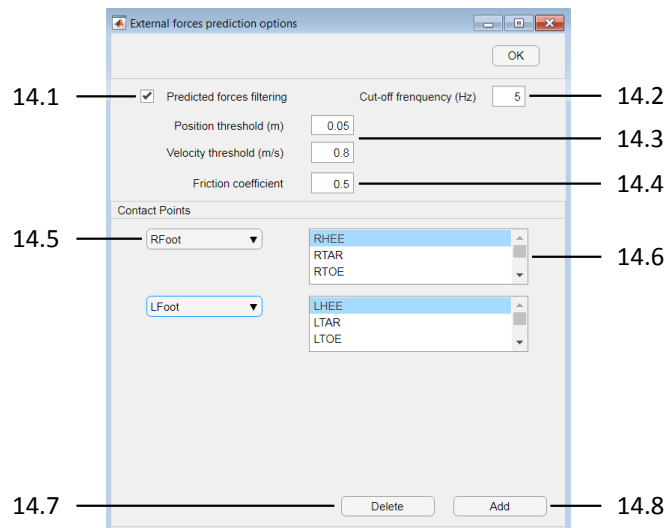 External forces prediction options
OK
14.1 Predicted forces filtering Cut-off frenquency (Hz) 5 14.2
Position threshold (m) 0.05
14.3
Velocity threshold (m/s) 0.8
Friction coefficient 0.5 14.4
Contact Points
14.5 RFoot RHEE
RTAR 14.6
RTOE
LFoot LHEE
LTAR
LTOE
14.7 Delete Add 14.8